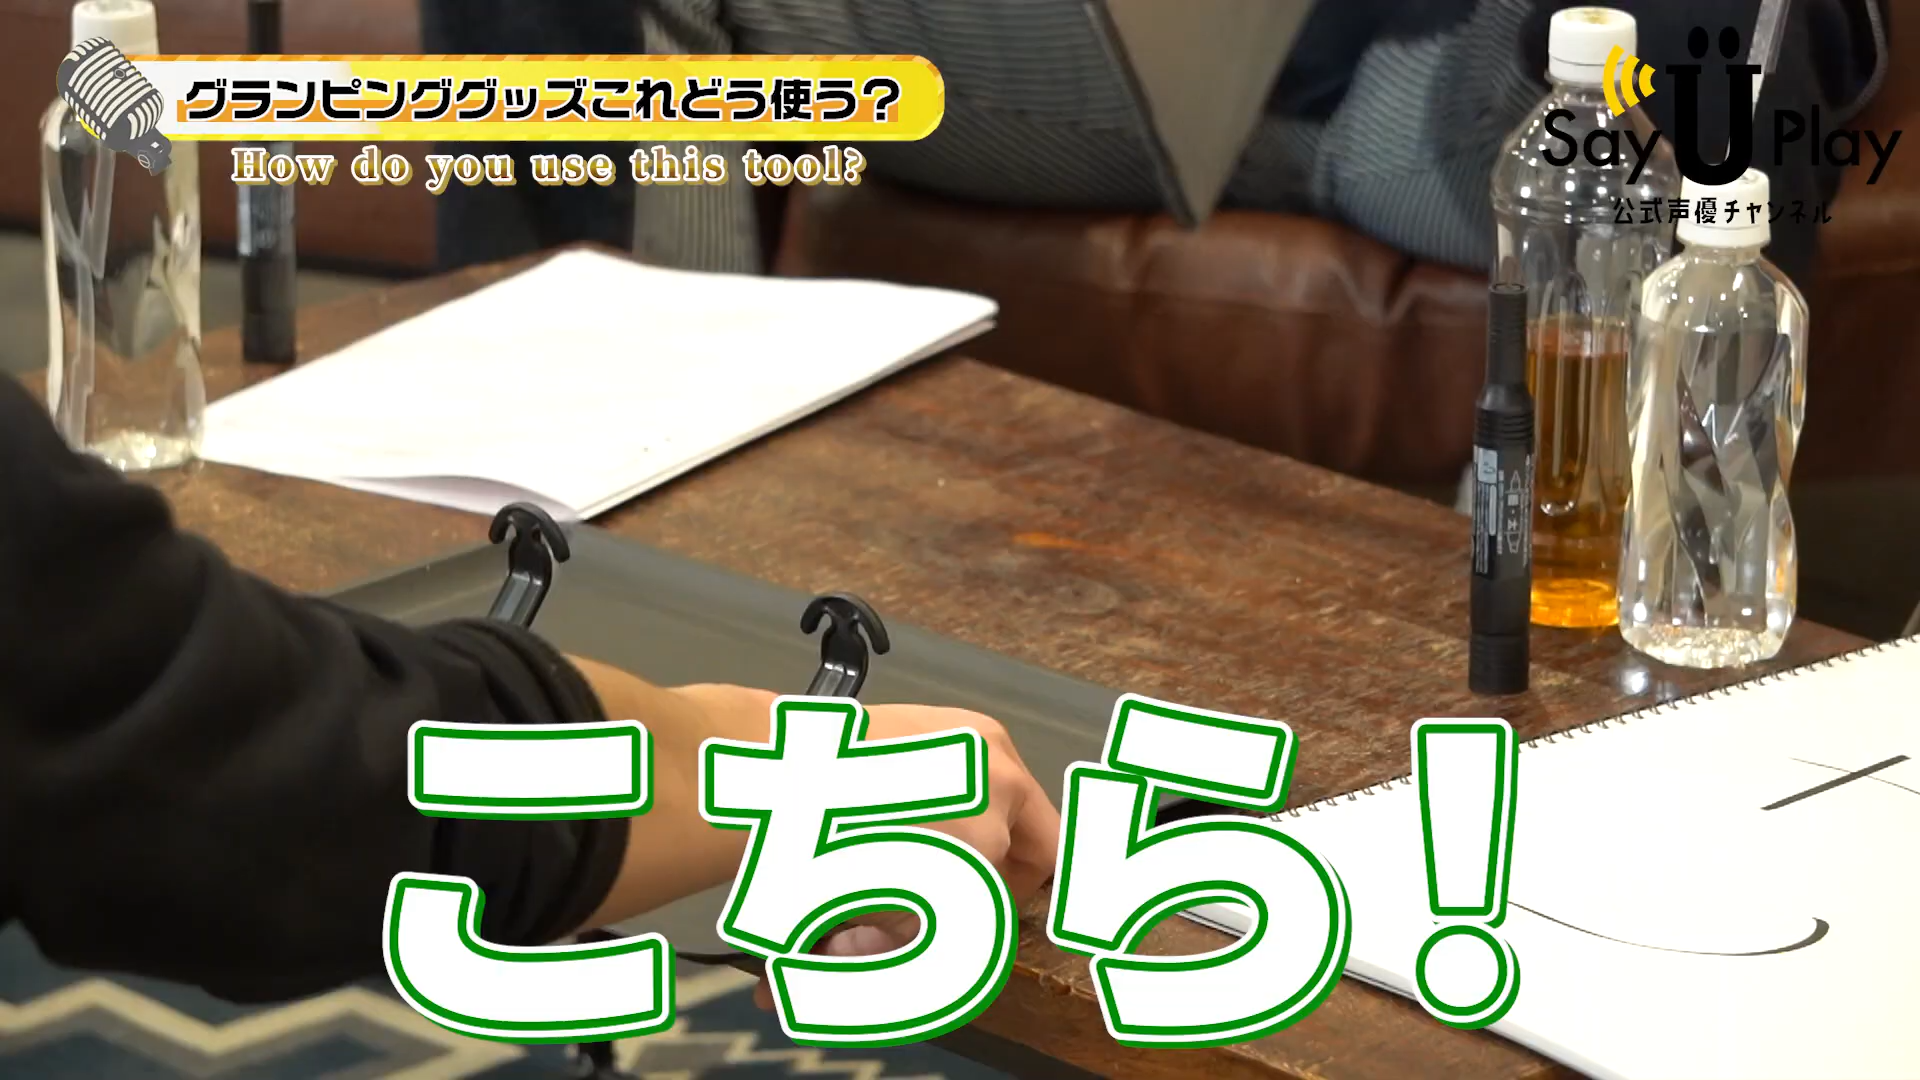 グランピンググッズこれどう使う?
How do you use this tool?
Say Ü Play
公式声優チャンネル
こちら!